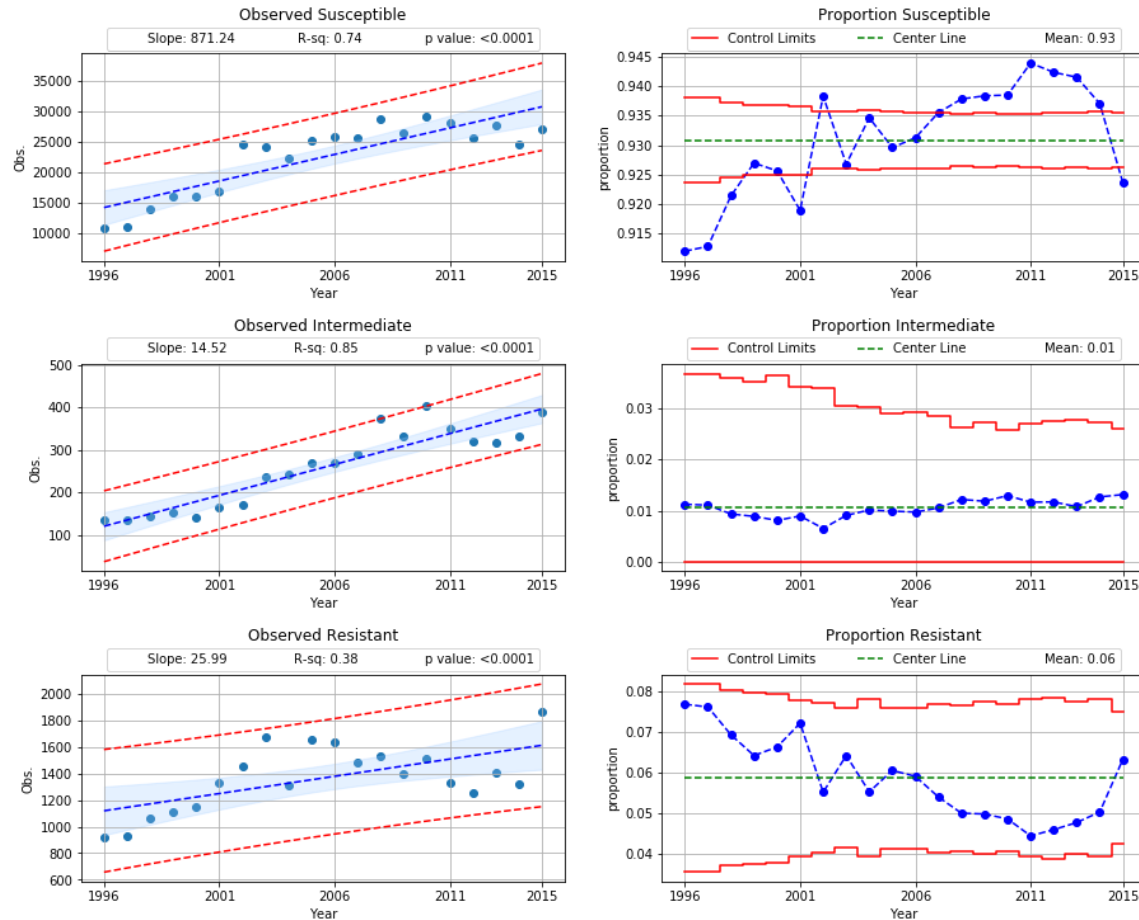 Observed Susceptible
Slope: 871.24 R-sq: 0.74 p value: <0.0001
35000
30000
25000
20000
15000
10000
Obs.
1996 2001 2006 2011 2015
Year
Proportion Susceptible
Control Limits Center Line Mean: 0.93
0.945
0.940
0.935
0.930
0.925
0.920
0.915
proportion
1996 2001 2006 2011 2015
Year
Observed Intermediate
Slope: 14.52 R-sq: 0.85 p value: <0.0001
500
400
300
200
100
Obs.
1996 2001 2006 2011 2015
Year
Proportion Intermediate
Control Limits Center Line Mean: 0.01
0.03
0.02
0.01
0.00
proportion
1996 2001 2006 2011 2015
Year
Observed Resistant
Slope: 25.99 R-sq: 0.38 p value: <0.0001
2000
1800
1600
1400
1200
1000
800
600
Obs.
1996 2001 2006 2011 2015
Year
Proportion Resistant
Control Limits Center Line Mean: 0.06
0.08
0.07
0.06
0.05
0.04
proportion
1996 2001 2006 2011 2015
Year